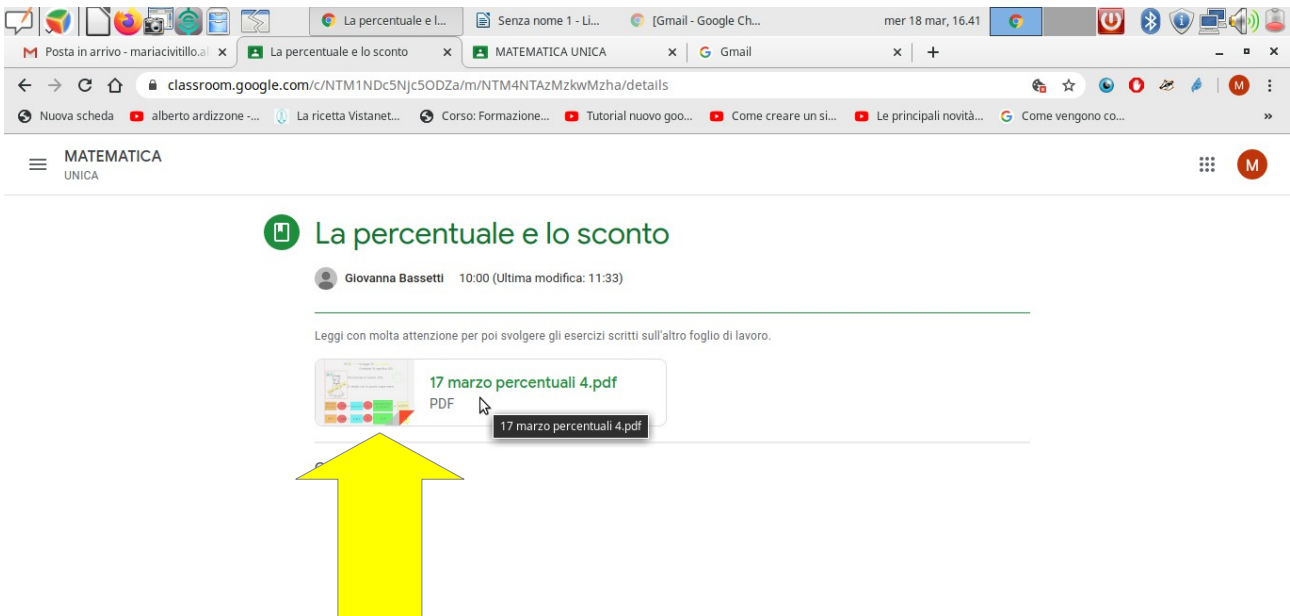 La percentuale e l...
Senza nome 1 - Li...
[Gmail - Google Ch...
mer 18 mar, 16.41
Posta in arrivo - mariacivitillo.al
La percentuale e lo sconto
MATEMATICA UNICA
Gmail
classroom.google.com/c/NTM1NDc5Njc5ODZa/m/NTM4NTAzMzkwMzha/details
M
Nuova scheda
alberto ardizzone -...
La ricetta Vistanet...
Corso: Formazione...
Tutorial nuovo goo...
Come creare un si...
Le principali novità...
Come vengono co...
MATEMATICA
UNICA
M
La percentuale e lo sconto
Giovanna Bassetti 10:00 (Ultima modifica: 11:33)
Leggi con molta attenzione per poi svolgere gli esercizi scritti sull'altro foglio di lavoro.
17 marzo percentuali 4.pdf
PDF
17 marzo percentuali 4.pdf